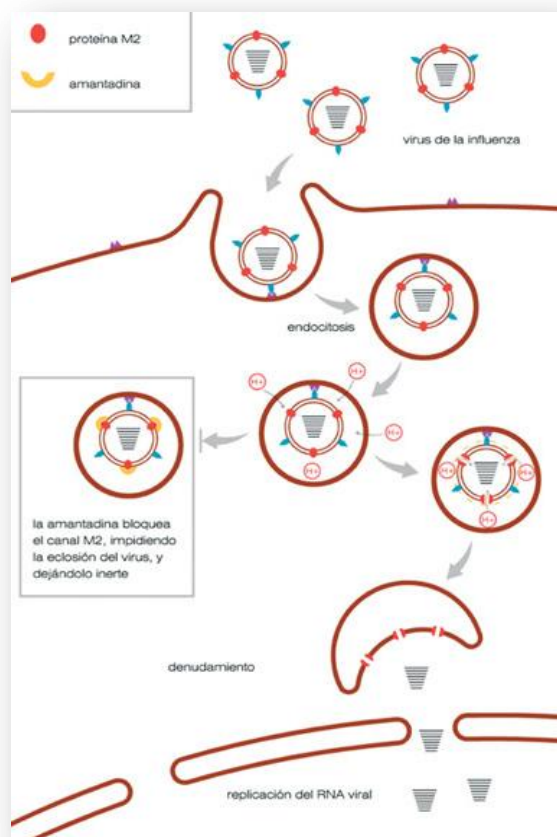 proteína M2
amantadina
virus de la influenza
endocitosis
H+
H+
H+
H+
H+
H+
H+
la amantadina bloquea
el canal M2, impidiendo
la eclosión del virus, y
dejándolo inerte
denudamiento
replicación del RNA viral